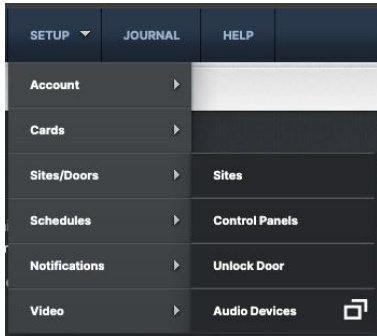 SETUP
JOURNAL
HELP
Account
Cards
Sites/Doors
Schedules
Notifications
Video
Sites
Control Panels
Unlock Door
Audio Devices